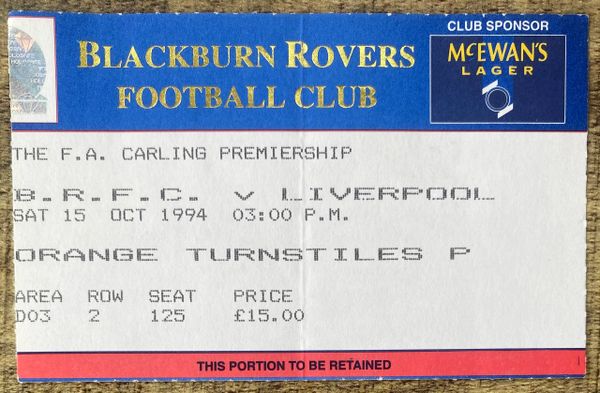 CLUB SPONSOR
BLACKBURN ROVERS
FOOTBALL CLUB
McEWAN'S
LAGER
THE F.A. CARLING PREMIERSHIP
B.R.F.C. v LIVERPOOL
SAT 15 OCT 1994 03:00 P.M.
ORANGE TURNSTILES P
AREA ROW SEAT PRICE
D03 2 125 £15.00
THIS PORTION TO BE RETAINED